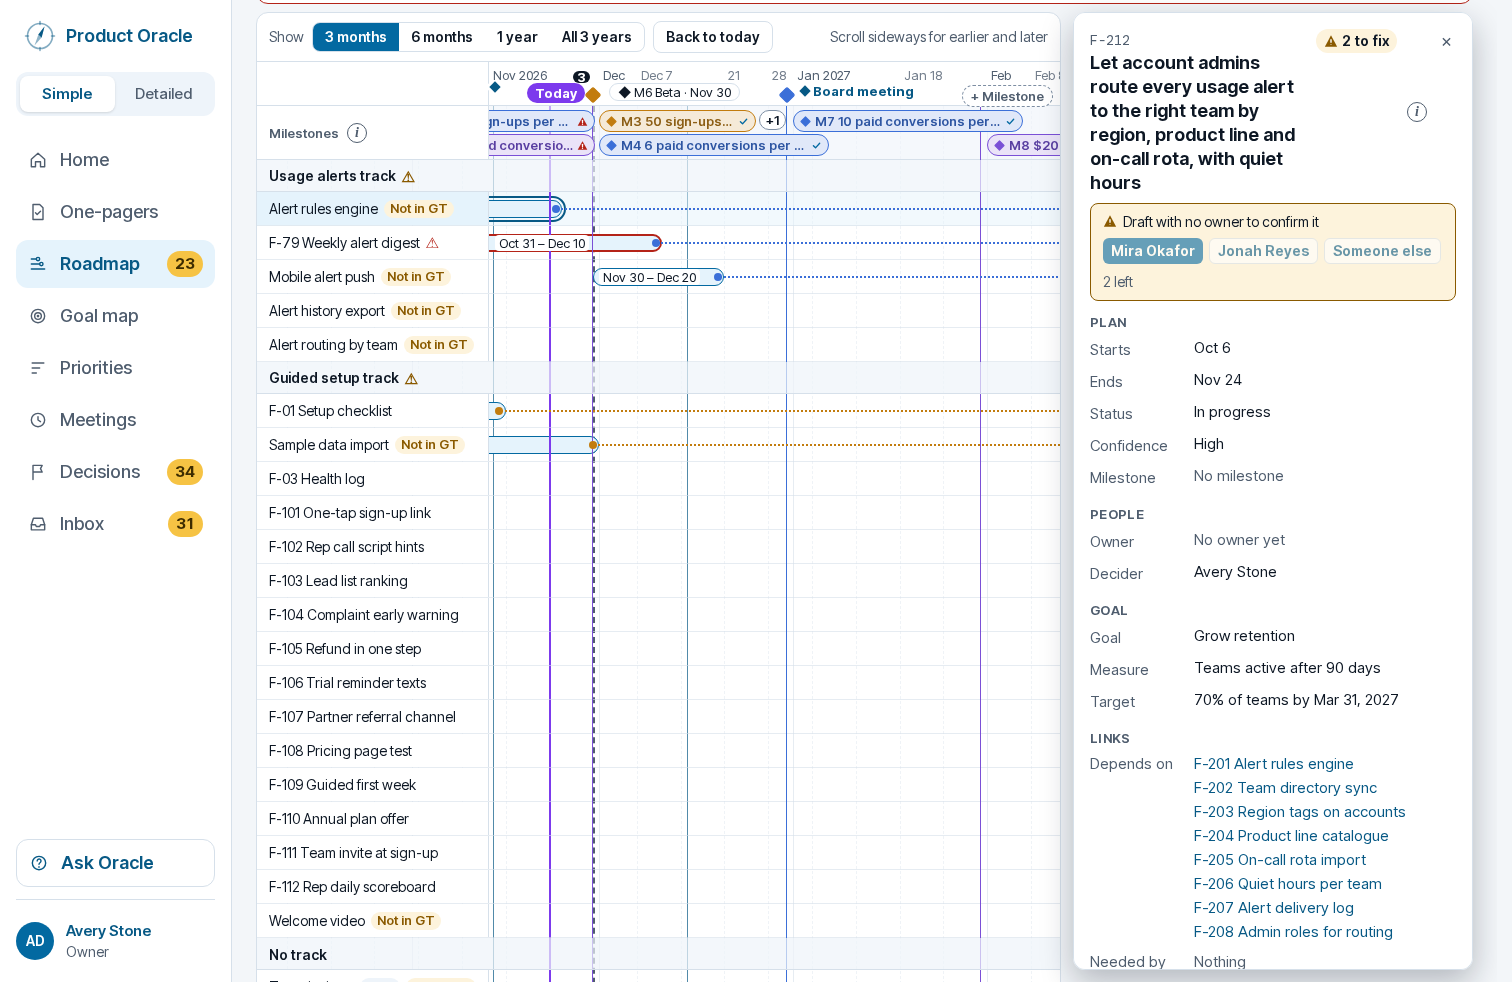 Product Oracle
Simple
Detailed
Home
One-pagers
Roadmap
23
Goal map
Priorities
Meetings
Decisions
34
Inbox
31
Ask Oracle
AD
Avery Stone
Owner
Show
3 months
6 months
1 year
All 3 years
Back to today
Scroll sideways for earlier and later
Nov 2026
3
Dec
Dec 7
21
28
Jan 2027
Jan 18
Feb
Feb
Today
M6 Beta · Nov 30
Board meeting
+ Milestone
Milestones
i
gn-ups per ...
M3 50 sign-ups...
+1
M7 10 paid conversions per...
d conversio...
M4 6 paid conversions per ...
M8 $20
Usage alerts track
Alert rules engine
Not in GT
F-79 Weekly alert digest
Oct 31 – Dec 10
Mobile alert push
Not in GT
Nov 30 – Dec 20
Alert history export
Not in GT
Alert routing by team
Not in GT
Guided setup track
F-01 Setup checklist
Sample data import
Not in GT
F-03 Health log
F-101 One-tap sign-up link
F-102 Rep call script hints
F-103 Lead list ranking
F-104 Complaint early warning
F-105 Refund in one step
F-106 Trial reminder texts
F-107 Partner referral channel
F-108 Pricing page test
F-109 Guided first week
F-110 Annual plan offer
F-111 Team invite at sign-up
F-112 Rep daily scoreboard
Welcome video
Not in GT
No track
F-212
2 to fix
×
Let account admins
route every usage alert
to the right team by
region, product line and
on-call rota, with quiet
hours
i
Draft with no owner to confirm it
Mira Okafor
Jonah Reyes
Someone else
2 left
PLAN
Starts
Oct 6
Ends
Nov 24
Status
In progress
Confidence
High
Milestone
No milestone
PEOPLE
Owner
No owner yet
Decider
Avery Stone
GOAL
Goal
Grow retention
Measure
Teams active after 90 days
Target
70% of teams by Mar 31, 2027
LINKS
Depends on
F-201 Alert rules engine
F-202 Team directory sync
F-203 Region tags on accounts
F-204 Product line catalogue
F-205 On-call rota import
F-206 Quiet hours per team
F-207 Alert delivery log
F-208 Admin roles for routing
Needed by
Nothing